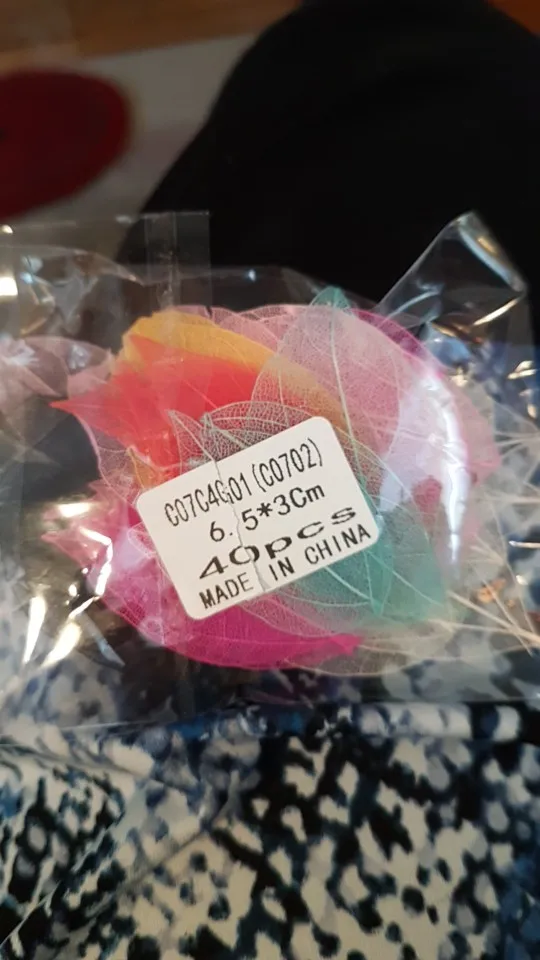 C07C4G01(C0702)
6.5*3Cm
40pcs
MADE IN CHINA